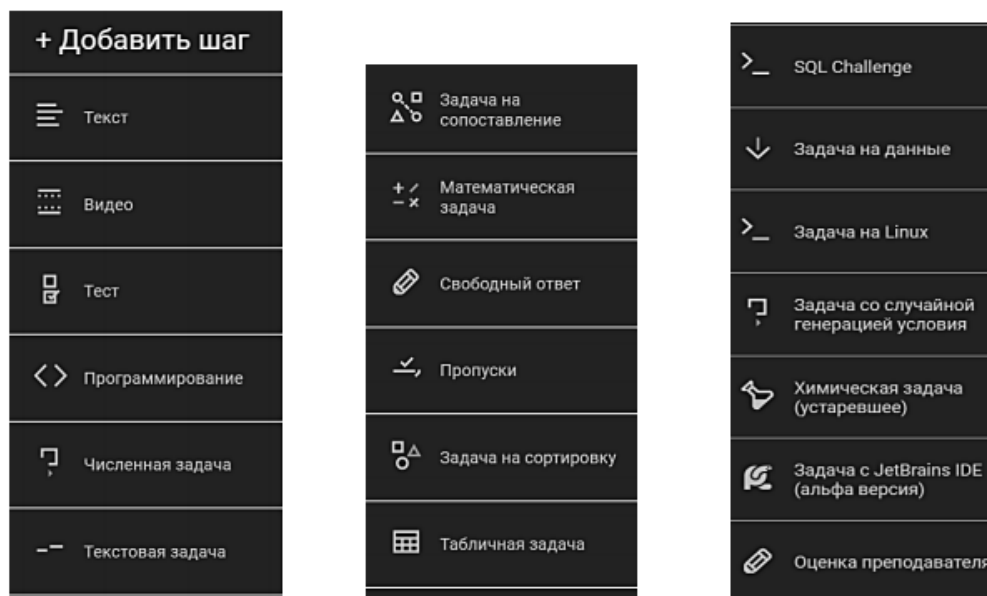 + Добавить шаг
Текст
Видео
Тест
Программирование
Численная задача
Текстовая задача
Задача на
сопоставление
Математическая
задача
Свободный ответ
Пропуски
Задача на сортировку
Табличная задача
SQL Challenge
Задача на данные
Задача на Linux
Задача со случайной
генерацией условия
Химическая задача
(устаревшее)
Задача с JetBrains IDE
(альфа версия)
Оценка преподавателя